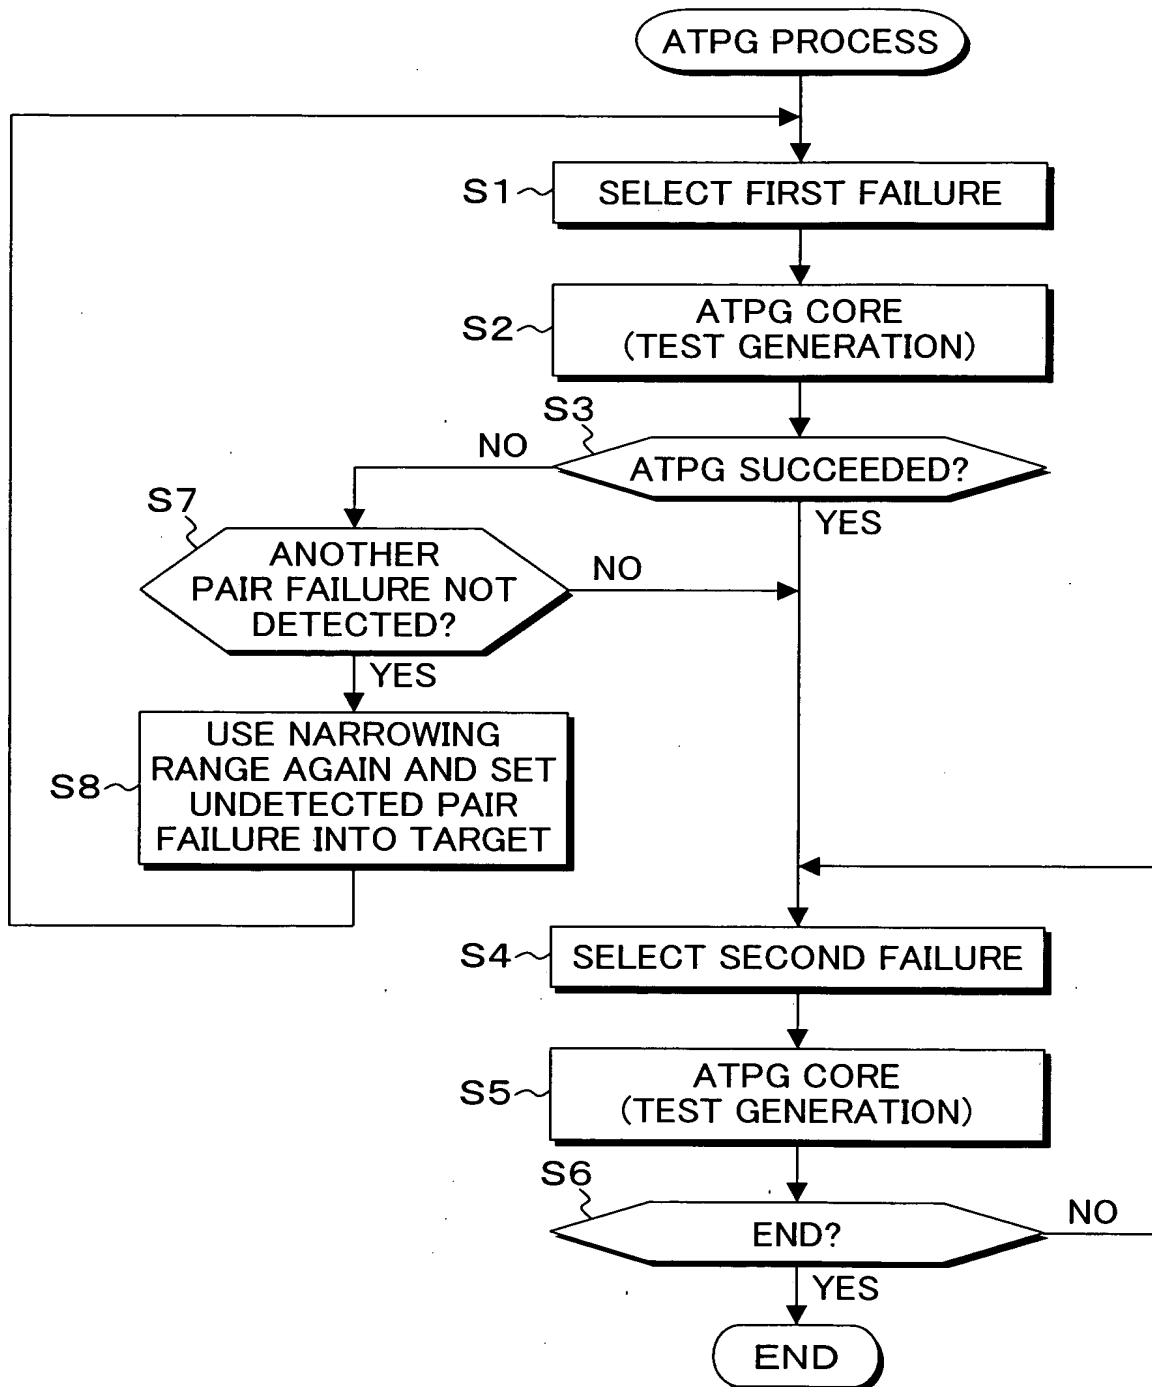 ATPG PROCESS
S1
SELECT FIRST FAILURE
S2
ATPG CORE
(TEST GENERATION)
S3
NO
ATPG SUCCEEDED?
YES
S7
ANOTHER
PAIR FAILURE NOT
DETECTED?
NO
YES
S8
USE NARROWING
RANGE AGAIN AND SET
UNDETECTED PAIR
FAILURE INTO TARGET
S4
SELECT SECOND FAILURE
S5
ATPG CORE
(TEST GENERATION)
S6
END?
NO
YES
END